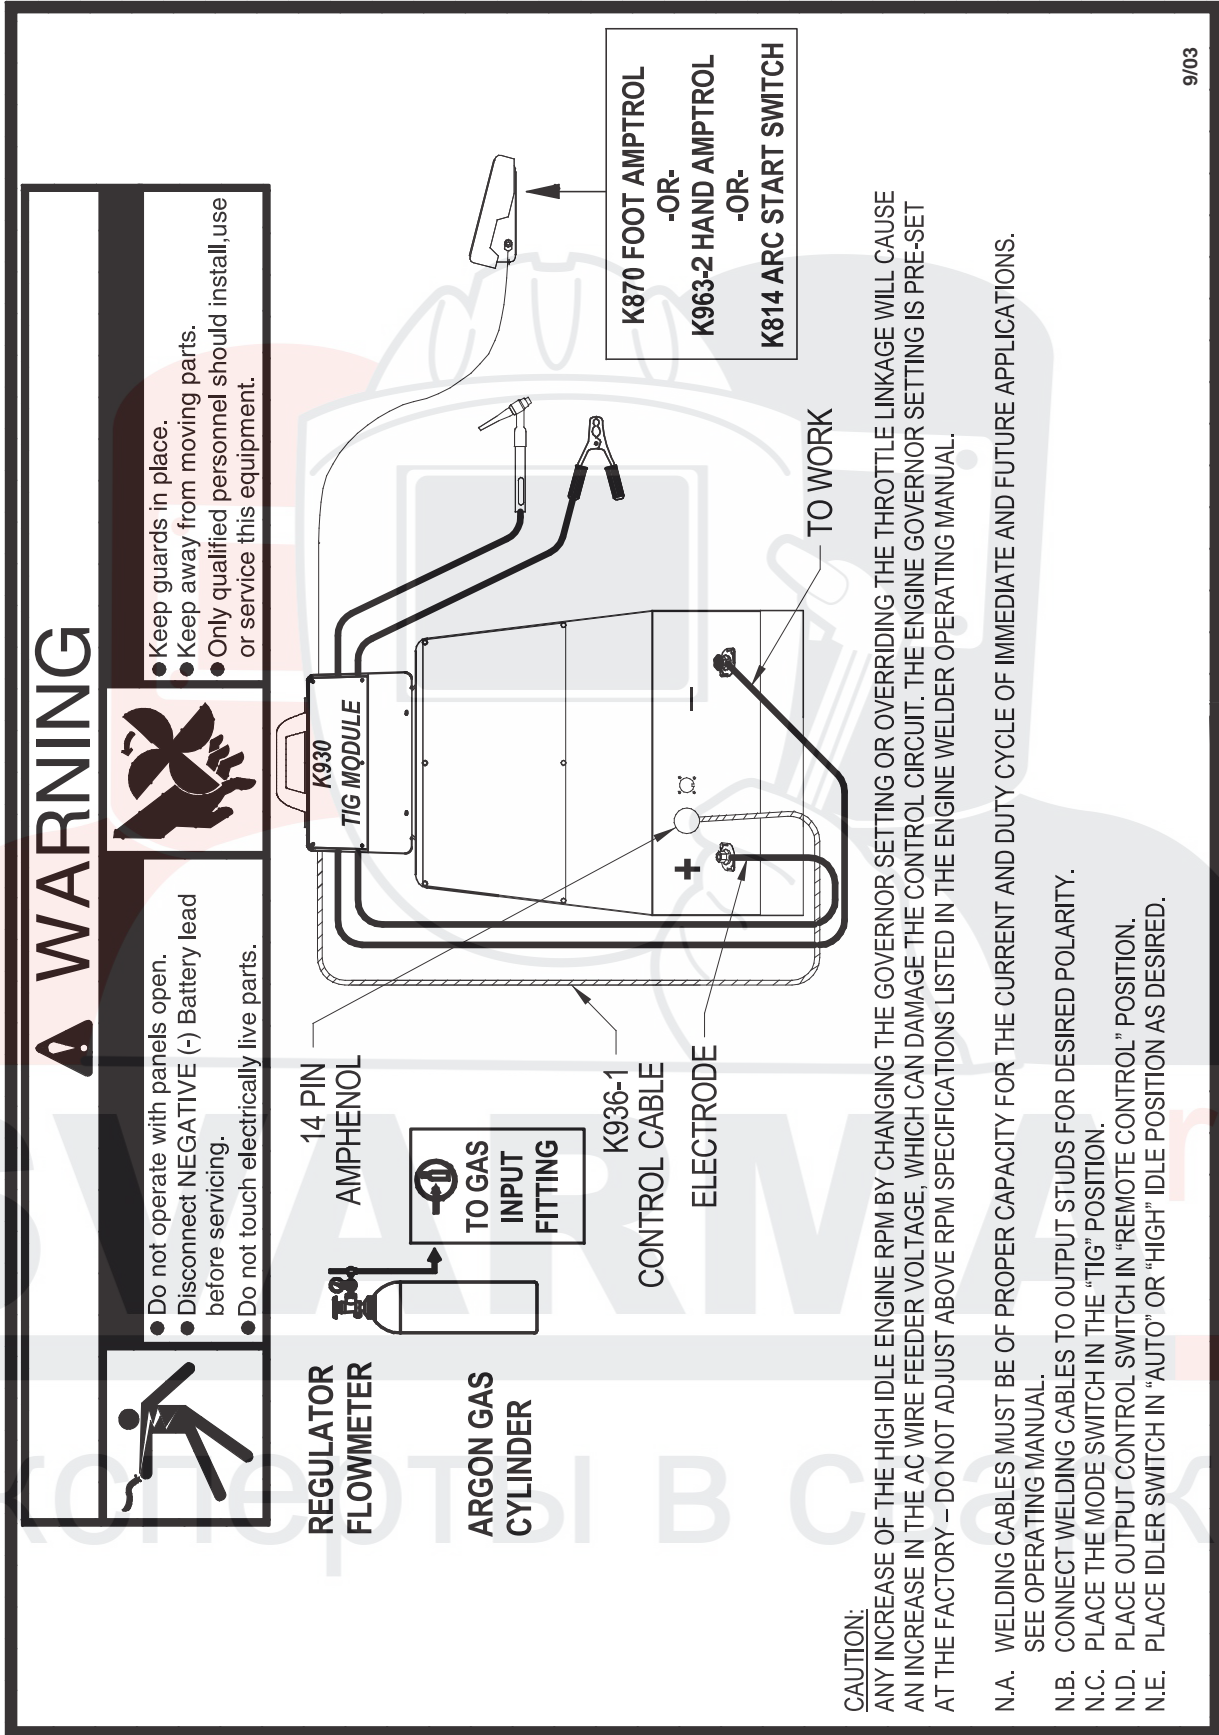 WARNING
● Do not operate with panels open.
● Disconnect NEGATIVE (-) Battery lead
before servicing.
● Do not touch electrically live parts.
● Keep guards in place.
● Keep away from moving parts.
● Only qualified personnel should install,use
or service this equipment.
REGULATOR
FLOWMETER
ARGON GAS
CYLINDER
TO GAS
INPUT
FITTING
14 PIN
AMPHENOL
K936-1
CONTROL CABLE
ELECTRODE
K930
TIG MODULE
+
−
TO WORK
K870 FOOT AMPTROL
-OR-
K963-2 HAND AMPTROL
-OR-
K814 ARC START SWITCH
CAUTION:
ANY INCREASE OF THE HIGH IDLE ENGINE RPM BY CHANGING THE GOVERNOR SETTING OR OVERRIDING THE THROTTLE LINKAGE WILL CAUSE
AN INCREASE IN THE AC WIRE FEEDER VOLTAGE, WHICH CAN DAMAGE THE CONTROL CIRCUIT. THE ENGINE GOVERNOR SETTING IS PRE-SET
AT THE FACTORY – DO NOT ADJUST ABOVE RPM SPECIFICATIONS LISTED IN THE ENGINE WELDER OPERATING MANUAL.
N.A. WELDING CABLES MUST BE OF PROPER CAPACITY FOR THE CURRENT AND DUTY CYCLE OF IMMEDIATE AND FUTURE APPLICATIONS.
SEE OPERATING MANUAL.
N.B. CONNECT WELDING CABLES TO OUTPUT STUDS FOR DESIRED POLARITY.
N.C. PLACE THE MODE SWITCH IN THE "TIG" POSITION.
N.D. PLACE OUTPUT CONTROL SWITCH IN "REMOTE CONTROL" POSITION.
N.E. PLACE IDLER SWITCH IN "AUTO" OR "HIGH" IDLE POSITION AS DESIRED.
9/03
SVARMA
в